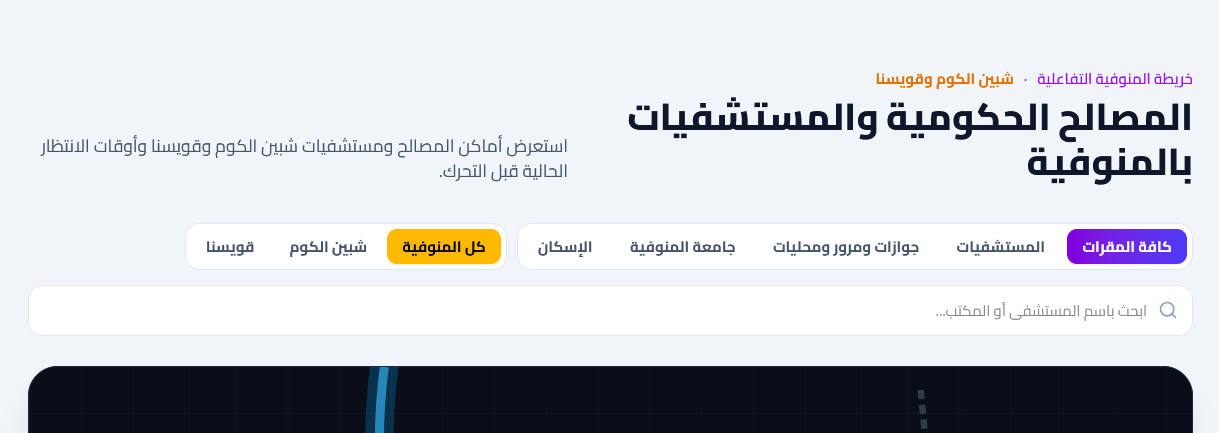 خريطة المنوفية التفاعلية · شبين الكوم وقويسنا
المصالح الحكومية والمستشفيات
بالمنوفية
استعرض أماكن المصالح ومستشفيات شبين الكوم وقويسنا وأوقات الانتظار
الحالية قبل التحرك.
كافة المقرات المستشفيات جوازات ومرور ومحليات جامعة المنوفية الإسكان
كل المنوفية شبين الكوم قويسنا
ابحث باسم المستشفى أو المكتب...